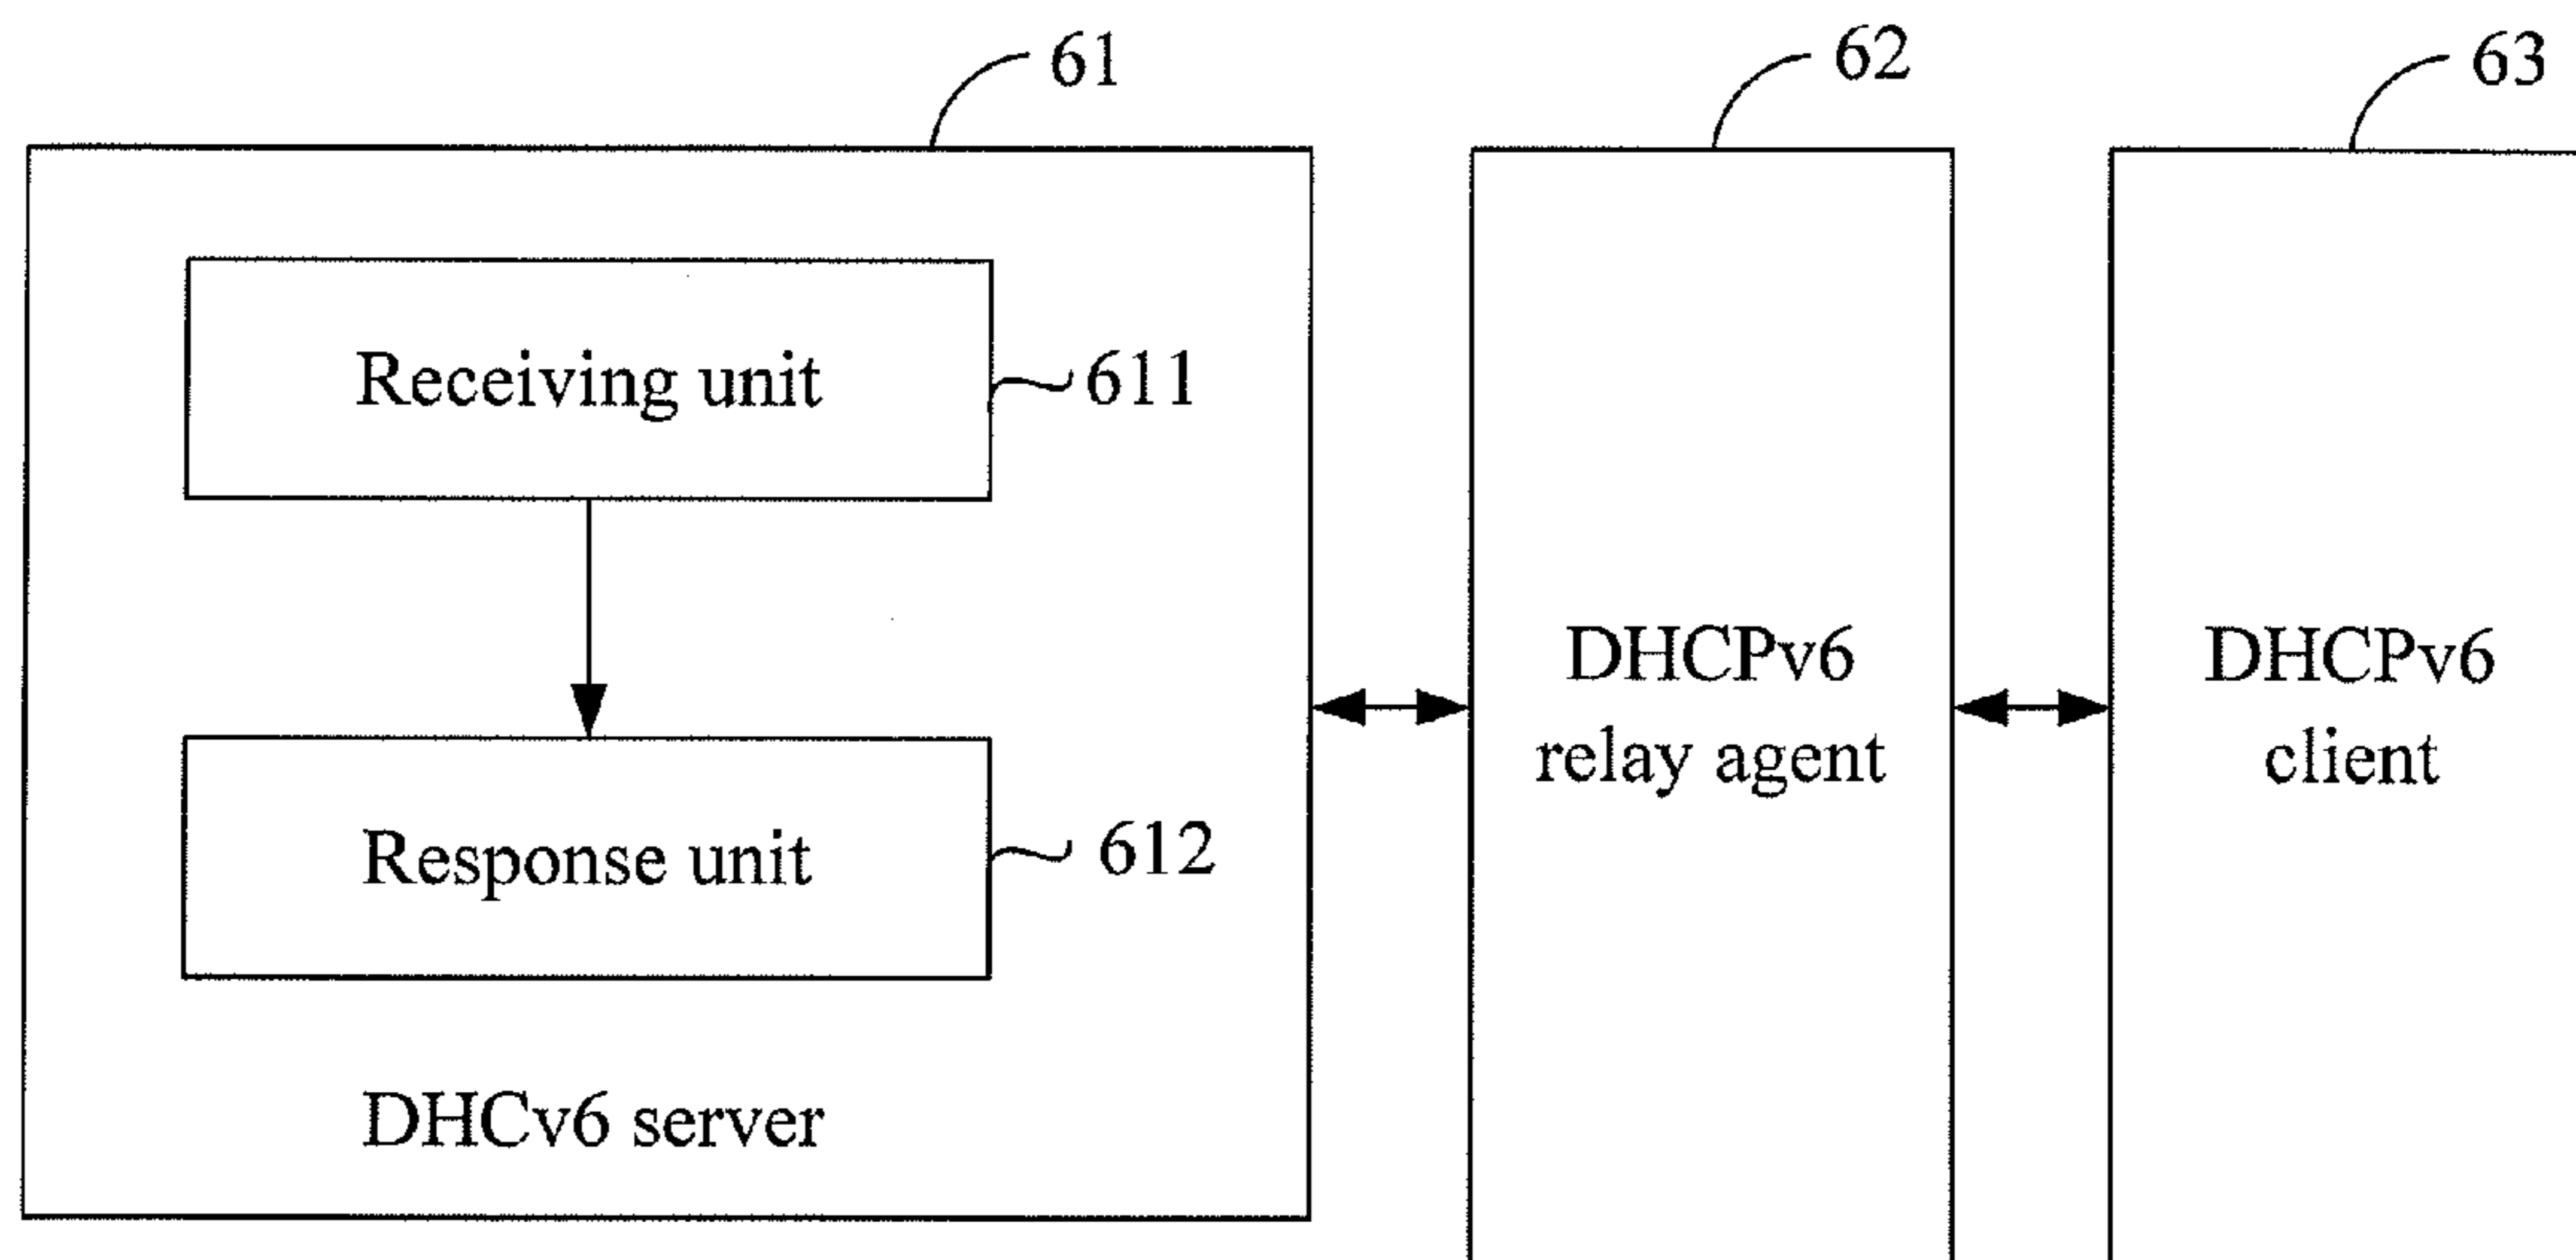 61
62
63
Receiving unit
611
Response unit
612
DHCv6 server
DHCPv6
relay agent
DHCPv6
client